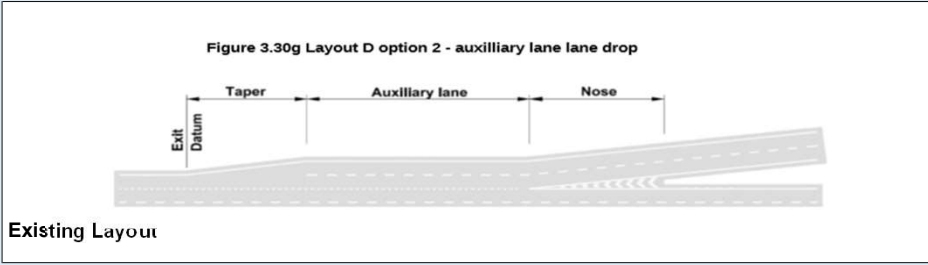 Figure 3.30g Layout D option 2 - auxilliary lane lane drop
Taper
Auxiliary lane
Nose
Exit
Datum
Existing Layout